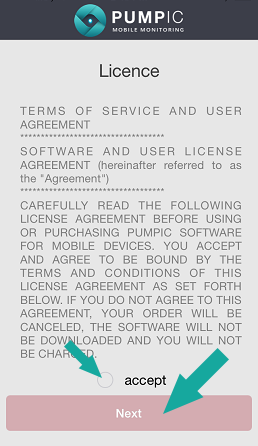 PUMPIC
MOBILE MONITORING
Licence
TERMS OF SERVICE AND USER
AGREEMENT
************************************
SOFTWARE AND USER LICENSE
AGREEMENT (hereinafter referred to as
the "Agreement")
************************************
CAREFULLY READ THE FOLLOWING
LICENSE AGREEMENT BEFORE USING
OR PURCHASING PUMPIC SOFTWARE
FOR MOBILE DEVICES. YOU ACCEPT
AND AGREE TO BE BOUND BY THE
TERMS AND CONDITIONS OF THIS
LICENSE AGREEMENT AS SET FORTH
BELOW. IF YOU DO NOT AGREE TO THIS
AGREEMENT, YOUR ORDER WILL BE
CANCELED, THE SOFTWARE WILL NOT
BE DOWNLOADED AND YOU WILL NOT
BE CHARGED.
accept
Next